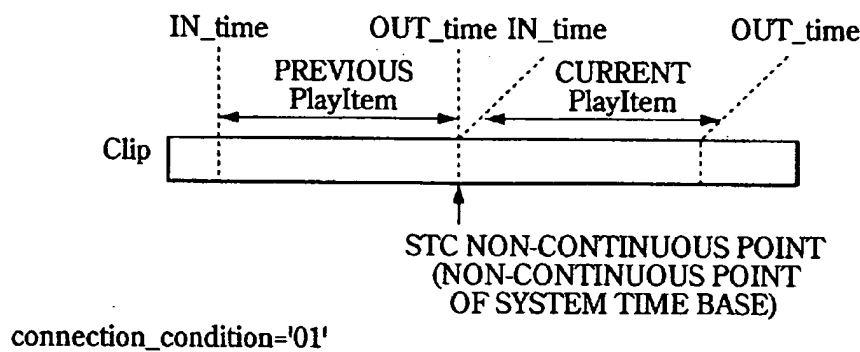 IN_time OUT_time IN_time OUT_time
PREVIOUS CURRENT
PlayItem PlayItem
Clip
STC NON-CONTINUOUS POINT
(NON-CONTINUOUS POINT
OF SYSTEM TIME BASE)
connection_condition='01'